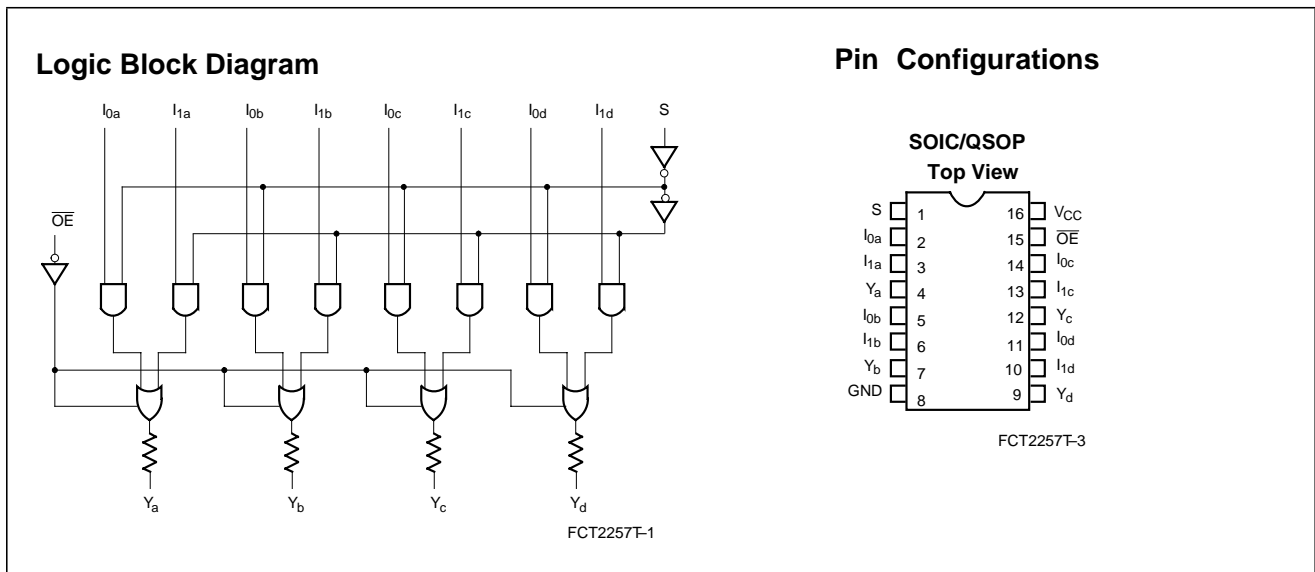 Logic Block Diagram
I0a I1a I0b I1b I0c I1c I0d I1d S
OE
Ya Yb Yc Yd
FCT2257T–1
Pin Configurations
SOIC/QSOP
Top View
S 1 16 VCC
I0a 2 15 OE
I1a 3 14 I0c
Ya 4 13 I1c
I0b 5 12 Yc
I1b 6 11 I0d
Yb 7 10 I1d
GND 8 9 Yd
FCT2257T–3